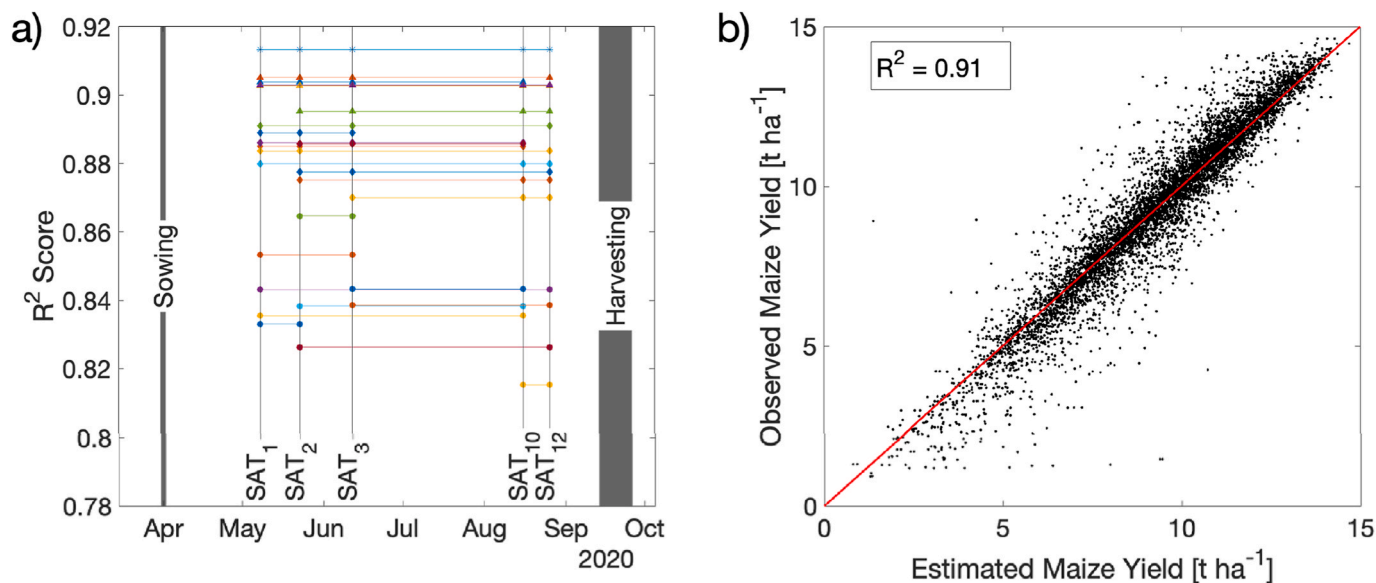 a)
0.92
0.9
0.88
0.86
0.84
0.82
0.8
0.78
R² Score
Sowing
Harvesting
SAT₁
SAT₂
SAT₃
SAT₁₀
SAT₁₂
Apr May Jun Jul Aug Sep Oct
2020
b)
R² = 0.91
15
10
5
0
Observed Maize Yield [t ha⁻¹]
0 5 10 15
Estimated Maize Yield [t ha⁻¹]